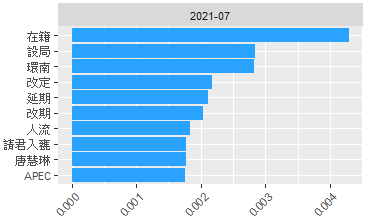 2021-07
在籍
設局
環南
改定
延期
改期
人流
請君入甕
唐慧琳
APEC
0.000
0.001
0.002
0.003
0.004